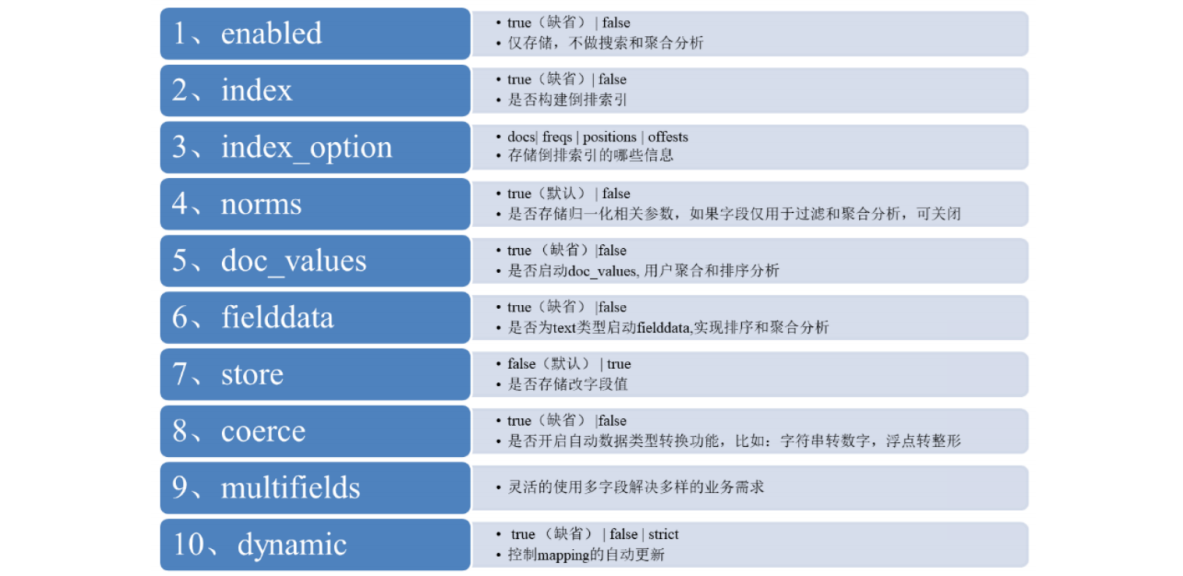 1、enabled
• true（缺省）| false
• 仅存储，不做搜索和聚合分析
2、index
• true（缺省）| false
• 是否构建倒排索引
3、index_option
• docs| freqs | positions | offests
• 存储倒排索引的哪些信息
4、norms
• true（默认）| false
• 是否存储归一化相关参数，如果字段仅用于过滤和聚合分析，可关闭
5、doc_values
• true （缺省）|false
• 是否启动doc_values, 用户聚合和排序分析
6、fielddata
• true（缺省）|false
• 是否为text类型启动fielddata,实现排序和聚合分析
7、store
• false（默认）| true
• 是否存储改字段值
8、coerce
• true（缺省）|false
• 是否开启自动数据类型转换功能，比如：字符串转数字，浮点转整形
9、multifields
• 灵活的使用多字段解决多样的业务需求
10、dynamic
• true （缺省）| false | strict
• 控制mapping的自动更新